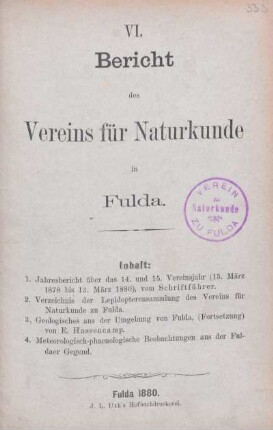 VI.
Bericht
des
Vereins für Naturkunde
in
Fulda.
VEREIN
für
Naturkunde
ZU FULDA
Inhalt:
1. Jahresbericht über das 14. und 15. Vereinsjahr (13. März
1878 bis 12. März 1880), vom Schriftführer.
2. Verzeichnis der Lepidopterensammlung des Vereins für
Naturkunde zu Fulda.
3. Geologisches aus der Umgebung von Fulda, (Fortsetzung)
von E. Hassencamp.
4. Meteorologisch-phaenologische Beobachtungen aus der Ful-
daer Gegend.
Fulda 1880.
J. L. Uth's Hofbuchdruckerei.